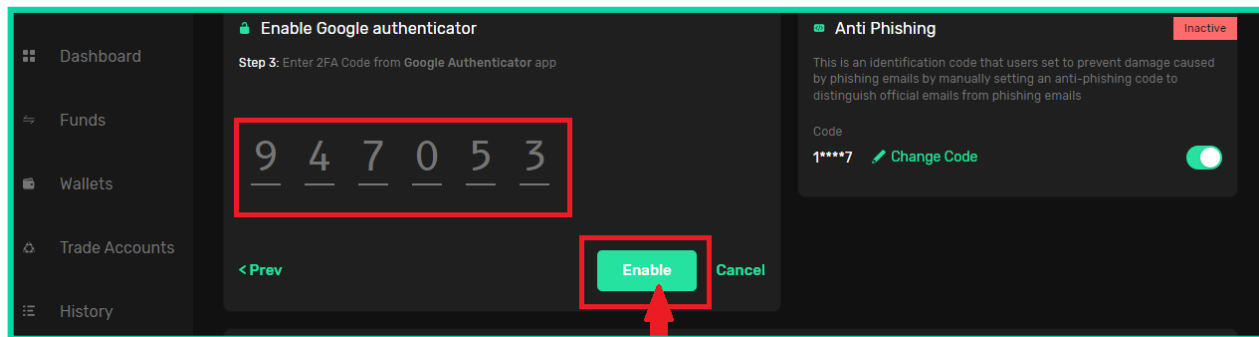 Dashboard
Funds
Wallets
Trade Accounts
History
Enable Google authenticator
Step 3: Enter 2FA Code from Google Authenticator app
9 4 7 0 5 3
< Prev
Enable
Cancel
Anti Phishing
Inactive
This is an identification code that users set to prevent damage caused
by phishing emails by manually setting an anti-phishing code to
distinguish official emails from phishing emails
Code
1****7
Change Code